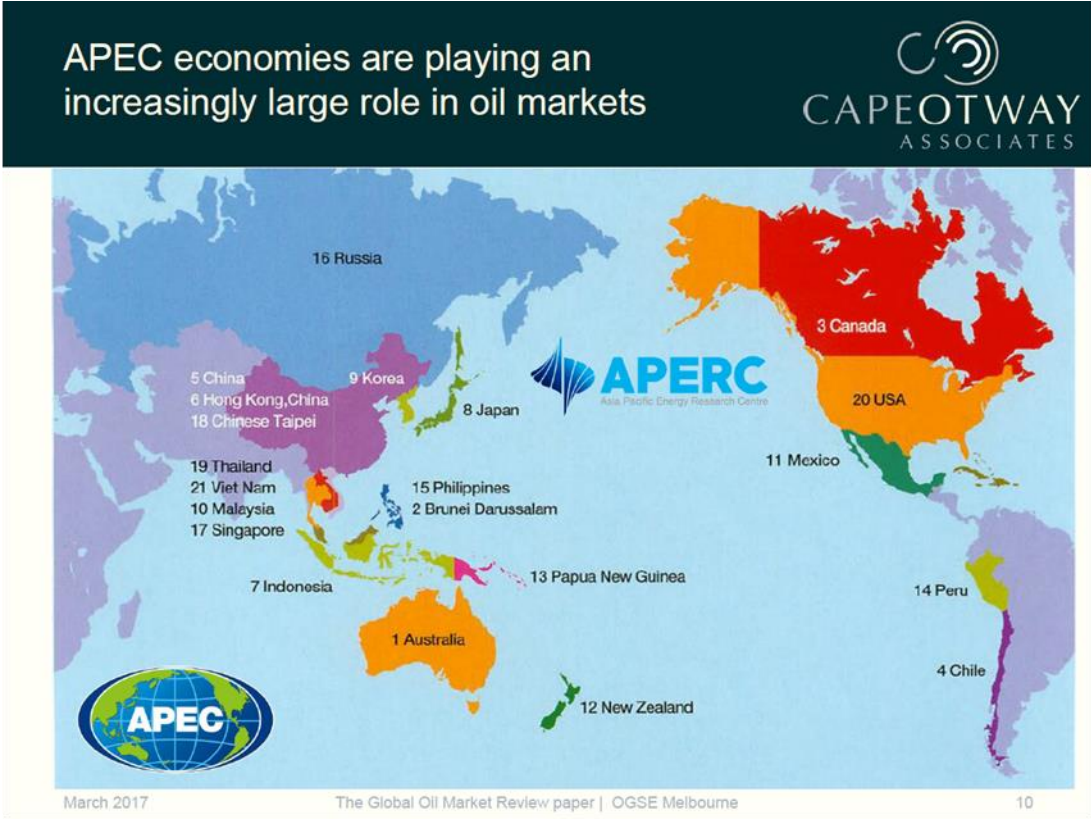 APEC economies are playing an
increasingly large role in oil markets
CAPEOTWAY
ASSOCIATES
16 Russia
3 Canada
5 China
9 Korea
6 Hong Kong,China
18 Chinese Taipei
8 Japan
APERC
Asia Pacific Energy Research Centre
20 USA
11 Mexico
19 Thailand
21 Viet Nam
10 Malaysia
17 Singapore
15 Philippines
2 Brunei Darussalam
7 Indonesia
13 Papua New Guinea
14 Peru
1 Australia
4 Chile
12 New Zealand
APEC
March 2017
The Global Oil Market Review paper | OGSE Melbourne
10